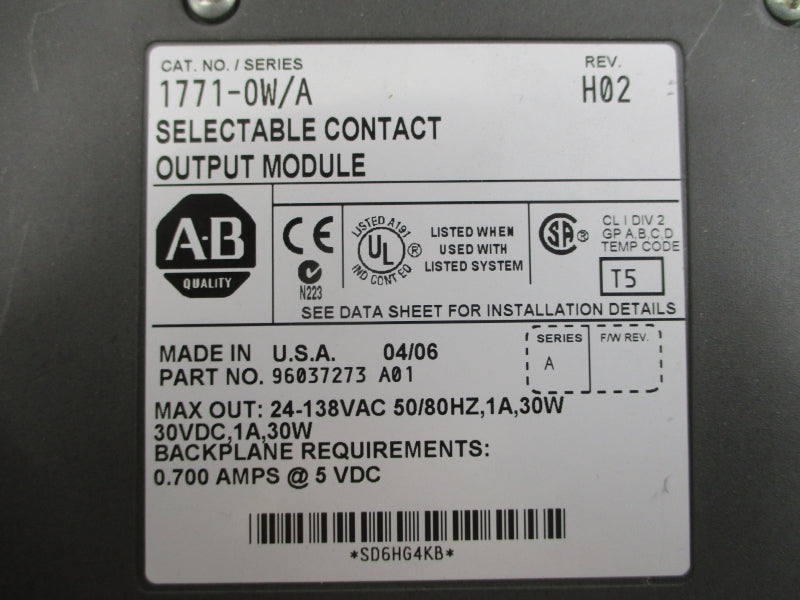 CAT. NO. / SERIES REV.
1771-OW/A H02
SELECTABLE CONTACT
OUTPUT MODULE
A-B
QUALITY
CE
N223
LISTED A191
UL ®
IND CONT EQ
LISTED WHEN
USED WITH
LISTED SYSTEM
SA ®
CL I DIV 2
GP A,B,C,D
TEMP CODE
T5
SEE DATA SHEET FOR INSTALLATION DETAILS
MADE IN U.S.A. 04/06
PART NO. 96037273 A01
SERIES F/W REV.
A
MAX OUT: 24-138VAC 50/80HZ,1A,30W
30VDC,1A,30W
BACKPLANE REQUIREMENTS:
0.700 AMPS @ 5 VDC
*SD6HG4KB*